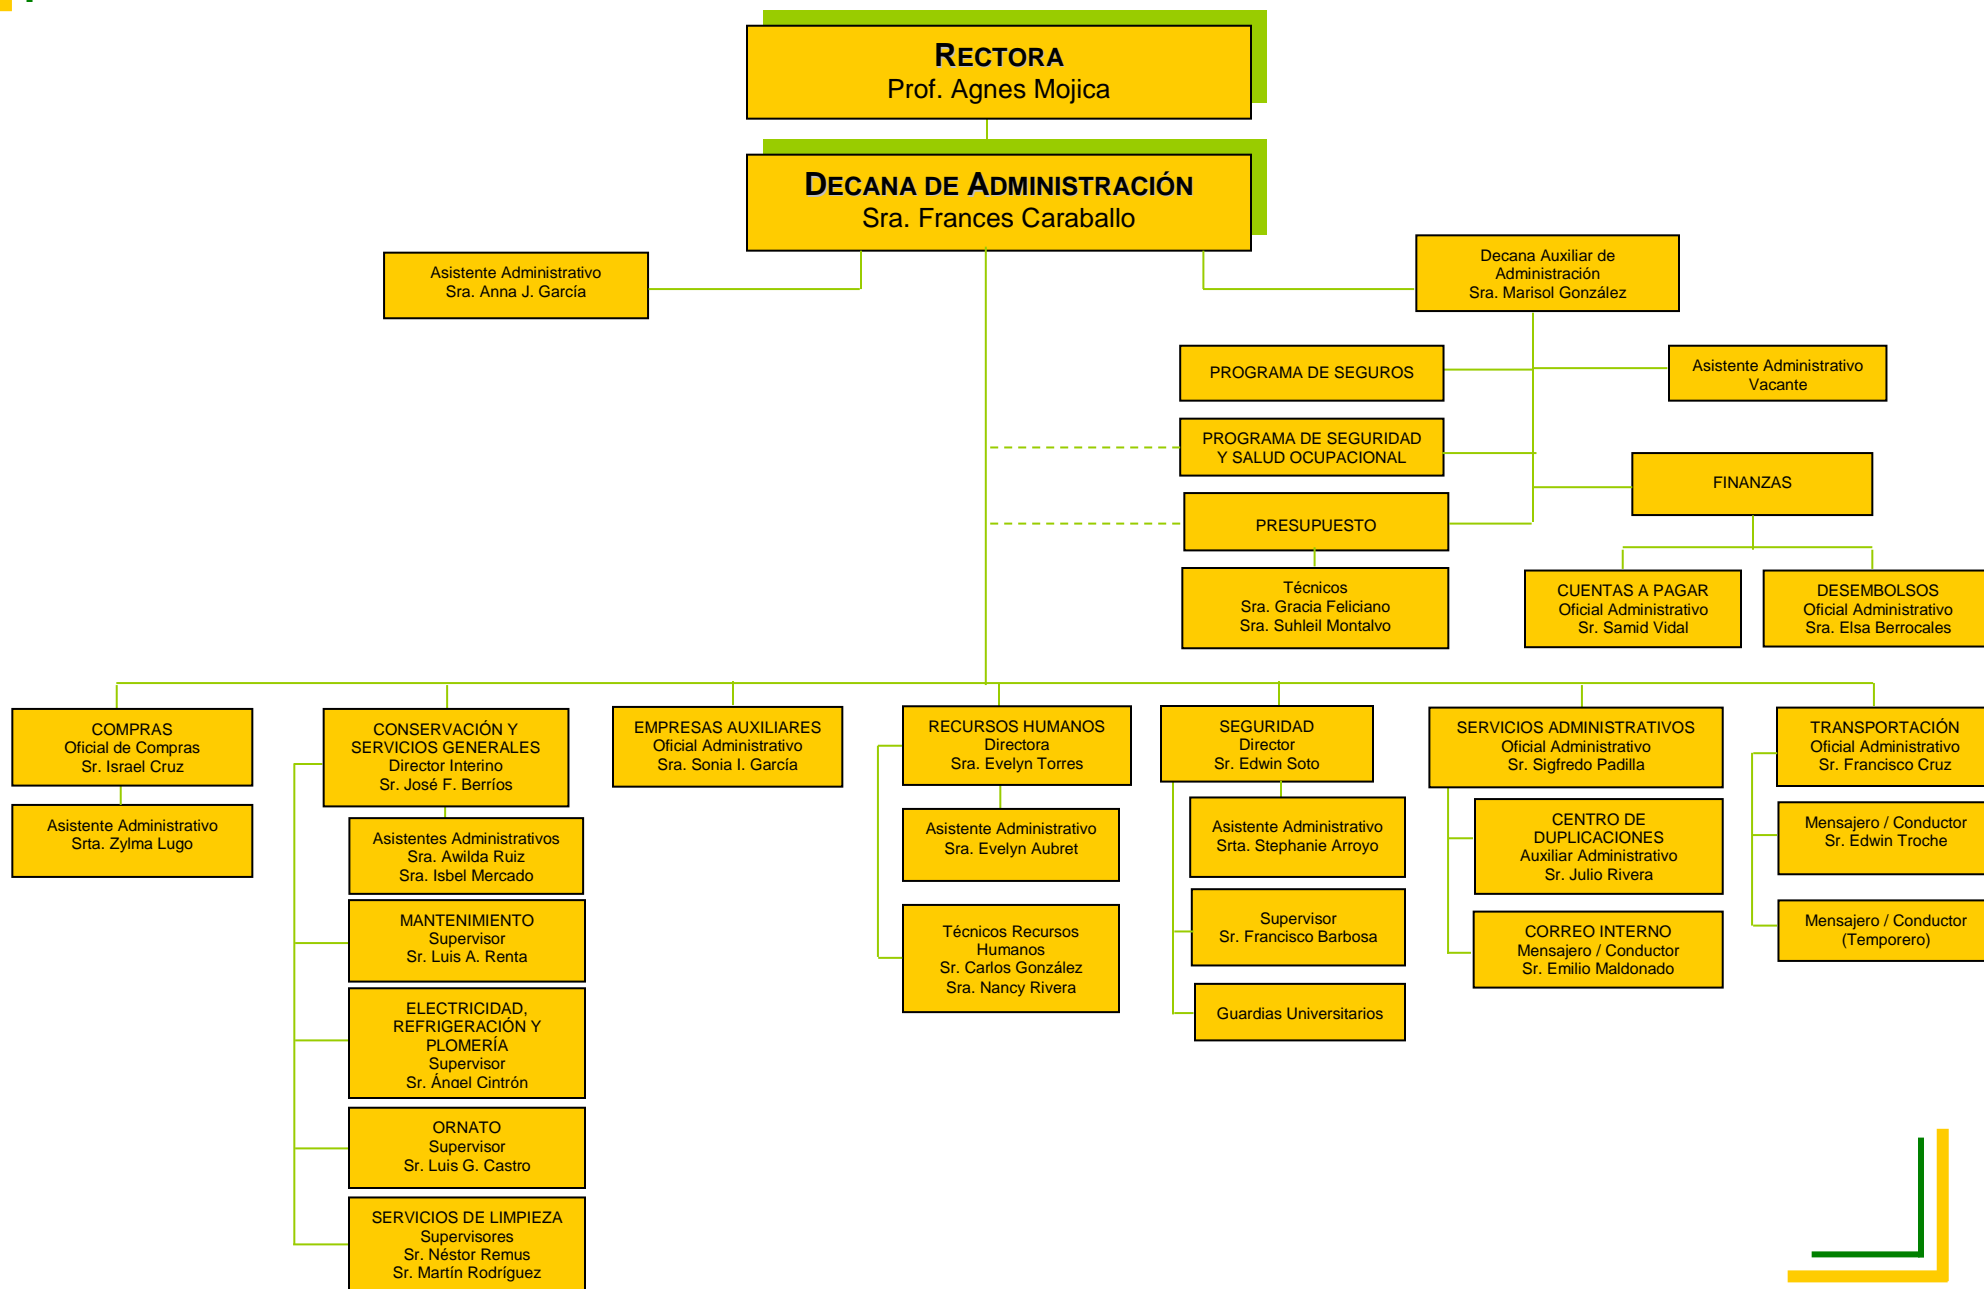 RECTORA
Prof. Agnes Mojica
DECANA DE ADMINISTRACIÓN
Sra. Frances Caraballo
Asistente Administrativo
Sra. Anna J. García
Decana Auxiliar de
Administración
Sra. Marisol González
PROGRAMA DE SEGUROS
Asistente Administrativo
Vacante
PROGRAMA DE SEGURIDAD
Y SALUD OCUPACIONAL
FINANZAS
PRESUPUESTO
Técnicos
Sra. Gracia Feliciano
Sra. Suhleil Montalvo
CUENTAS A PAGAR
Oficial Administrativo
Sr. Samid Vidal
DESEMBOLSOS
Oficial Administrativo
Sra. Elsa Berrocales
COMPRAS
Oficial de Compras
Sr. Israel Cruz
Asistente Administrativo
Srta. Zylma Lugo
CONSERVACIÓN Y
SERVICIOS GENERALES
Director Interino
Sr. José F. Berríos
Asistentes Administrativos
Sra. Awilda Ruiz
Sra. Isbel Mercado
MANTENIMIENTO
Supervisor
Sr. Luis A. Renta
ELECTRICIDAD,
REFRIGERACIÓN Y
PLOMERÍA
Supervisor
Sr. Ángel Cintrón
ORNATO
Supervisor
Sr. Luis G. Castro
SERVICIOS DE LIMPIEZA
Supervisores
Sr. Néstor Remus
Sr. Martín Rodríguez
EMPRESAS AUXILIARES
Oficial Administrativo
Sra. Sonia I. García
RECURSOS HUMANOS
Directora
Sra. Evelyn Torres
Asistente Administrativo
Sra. Evelyn Aubret
Técnicos Recursos
Humanos
Sr. Carlos González
Sra. Nancy Rivera
SEGURIDAD
Director
Sr. Edwin Soto
Asistente Administrativo
Srta. Stephanie Arroyo
Supervisor
Sr. Francisco Barbosa
Guardias Universitarios
SERVICIOS ADMINISTRATIVOS
Oficial Administrativo
Sr. Sigfredo Padilla
CENTRO DE
DUPLICACIONES
Auxiliar Administrativo
Sr. Julio Rivera
CORREO INTERNO
Mensajero / Conductor
Sr. Emilio Maldonado
TRANSPORTACIÓN
Oficial Administrativo
Sr. Francisco Cruz
Mensajero / Conductor
Sr. Edwin Troche
Mensajero / Conductor
(Temporero)